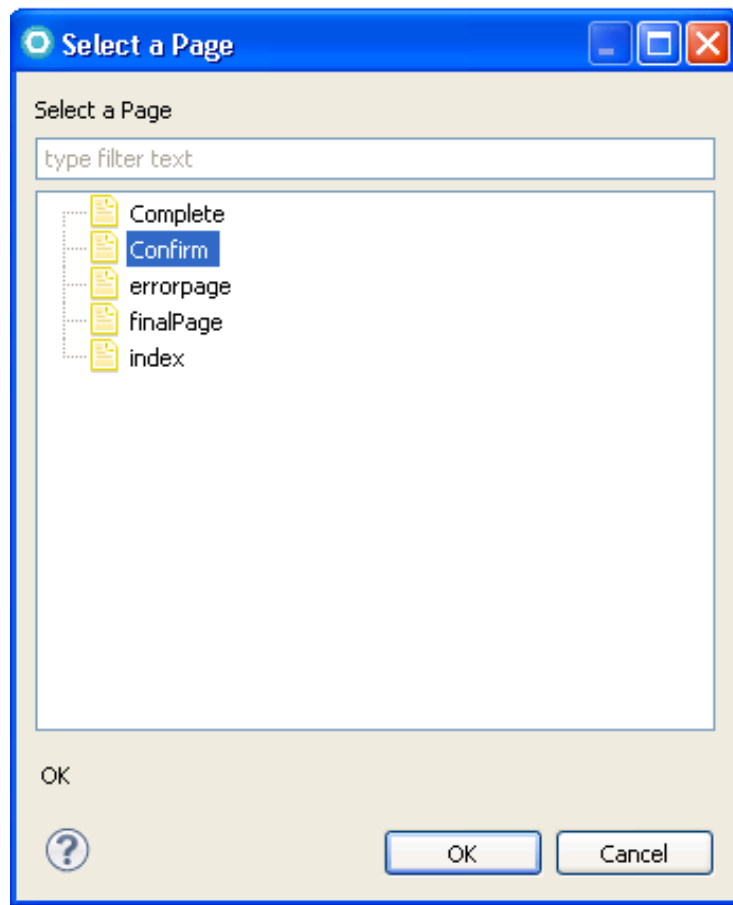 Select a Page
Select a Page
type filter text
Complete
Confirm
errorpage
finalPage
index
OK
? OK Cancel